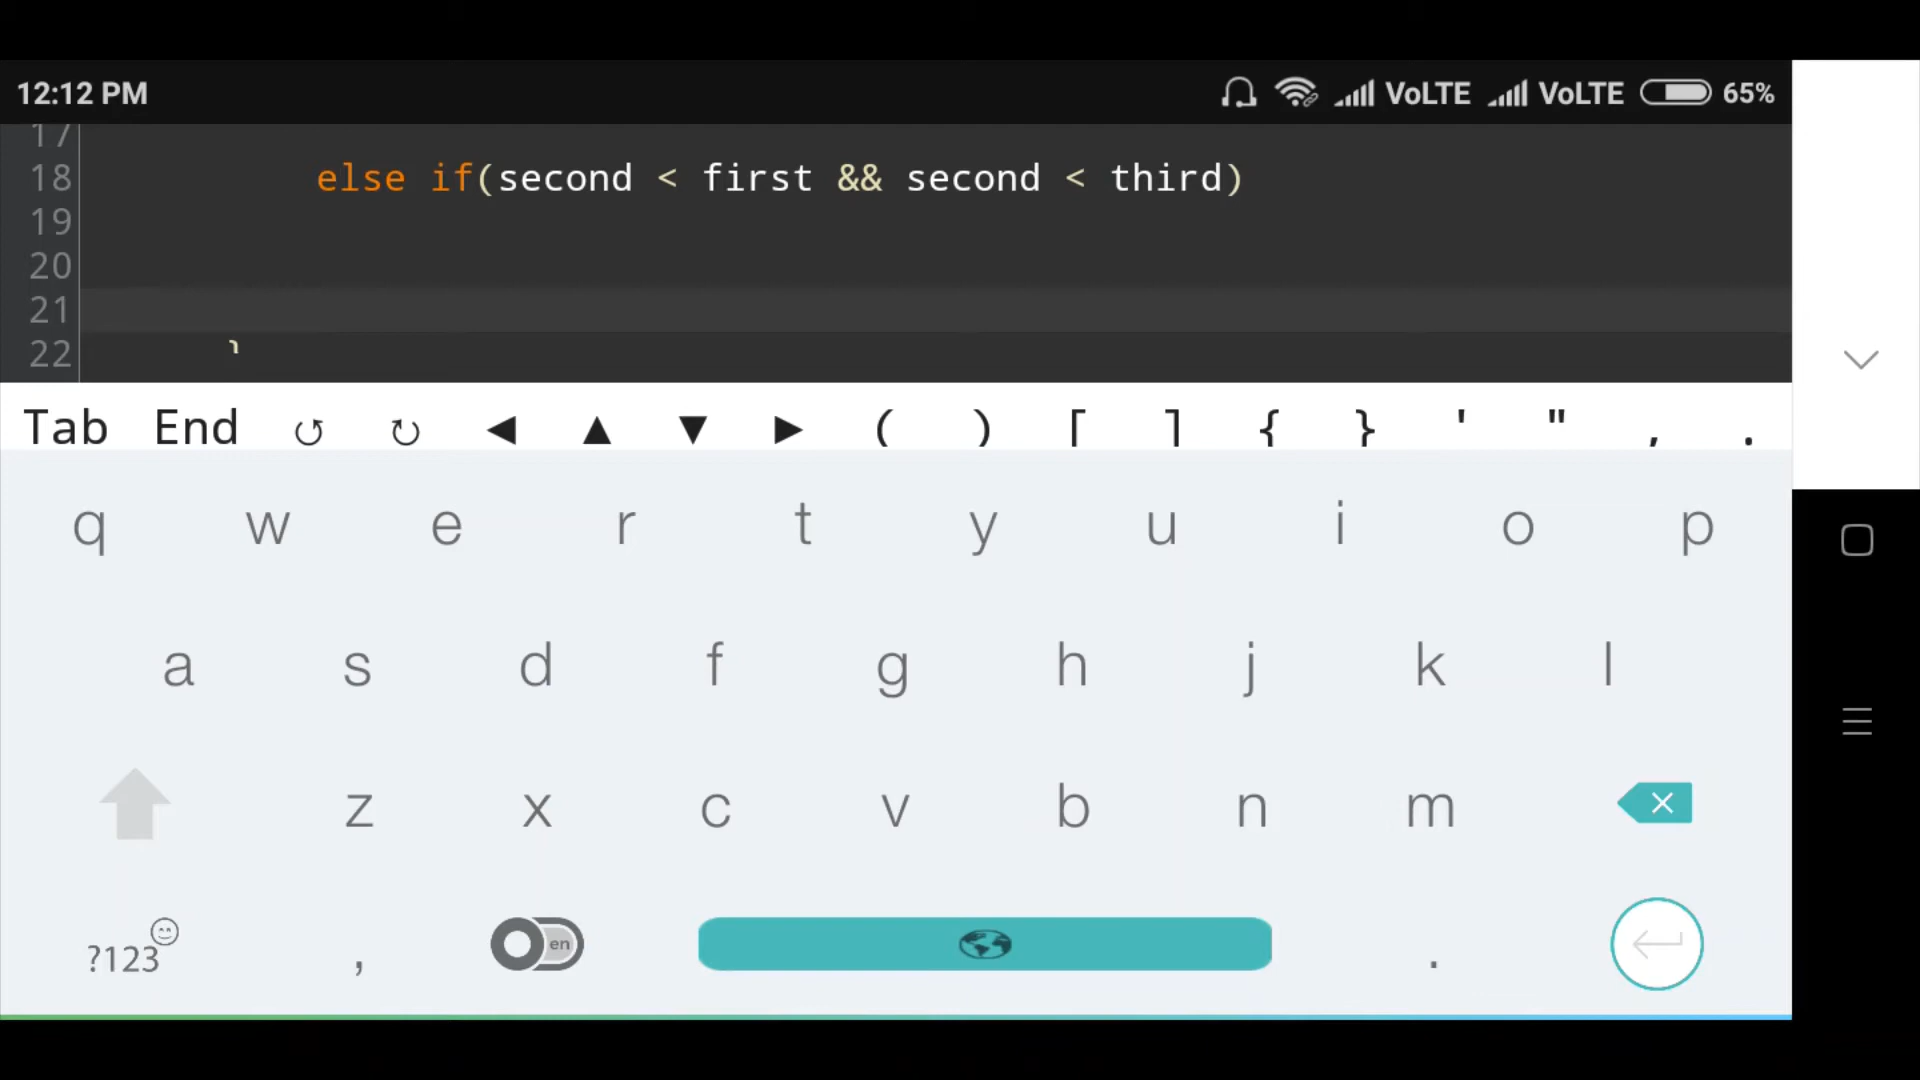 12:12 PM VoLTE VoLTE 65%
17
18 else if(second < first && second < third)
19
20
21
22 }
Tab End ↺ ↻ ◀ ▲ ▼ ▶ ( ) [ ] { } ' " , .
q w e r t y u i o p
a s d f g h j k l
z x c v b n m
?123 , en .